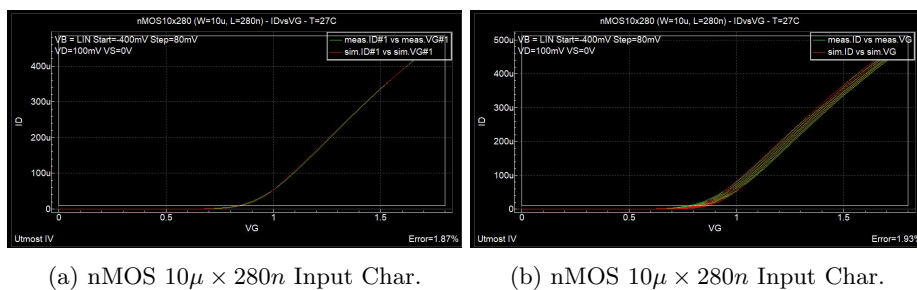 nMOS10x280 (W=10u, L=280n) - IDvsVG - T=27C
VB = LIN Start=-400mV Step=80mV
VD=100mV VS=0V
meas.ID#1 vs meas.VG#1
sim.ID#1 vs sim.VG#1
400u
300u
200u
100u
0
ID
0
0.5
1
1.5
VG
Utmost IV
Error=1.87%
nMOS10x280 (W=10u, L=280n) - IDvsVG - T=27C
VB = LIN Start=-400mV Step=80mV
VD=100mV VS=0V
meas.ID vs meas.VG
sim.ID vs sim.VG
500u
400u
300u
200u
100u
0
ID
0
0.5
1
1.5
VG
Utmost IV
Error=1.93%
(a) nMOS 10μ × 280n Input Char.
(b) nMOS 10μ × 280n Input Char.